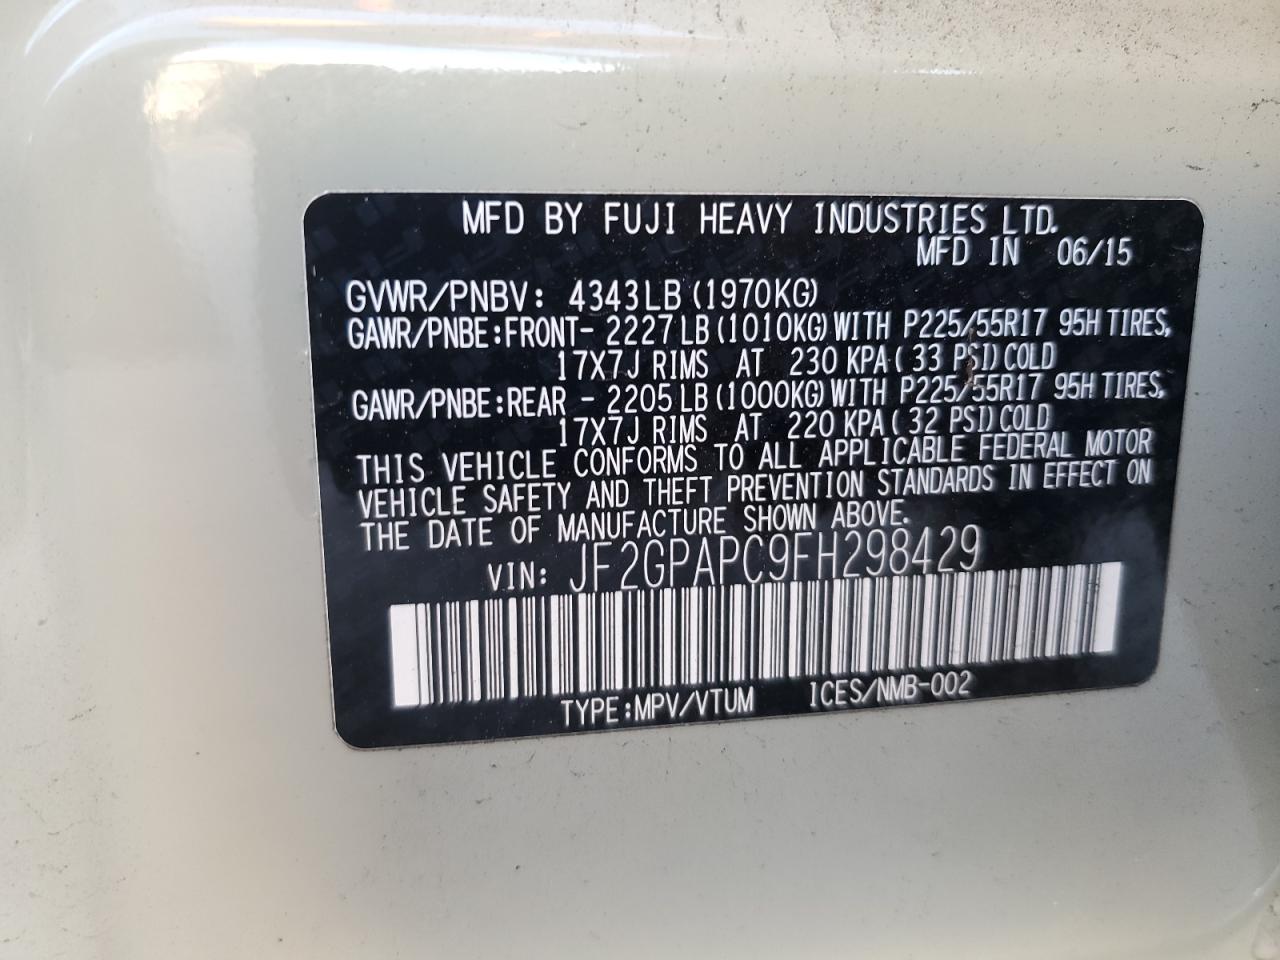 MFD BY FUJI HEAVY INDUSTRIES LTD.
MFD IN 06/15
GVWR/PNBV: 4343LB (1970KG)
GAWR/PNBE:FRONT- 2227 LB (1010KG) WITH P225/55R17 95H TIRES,
17X7J RIMS AT 230 KPA ( 33 PSI) COLD
GAWR/PNBE:REAR - 2205 LB (1000KG) WITH P225/55R17 95H TIRES,
17X7J RIMS AT 220 KPA ( 32 PSI) COLD
THIS VEHICLE CONFORMS TO ALL APPLICABLE FEDERAL MOTOR
VEHICLE SAFETY AND THEFT PREVENTION STANDARDS IN EFFECT ON
THE DATE OF MANUFACTURE SHOWN ABOVE.
VIN: JF2GPAPC9FH298429
TYPE:MPV/VTUM ICES/NMB-002